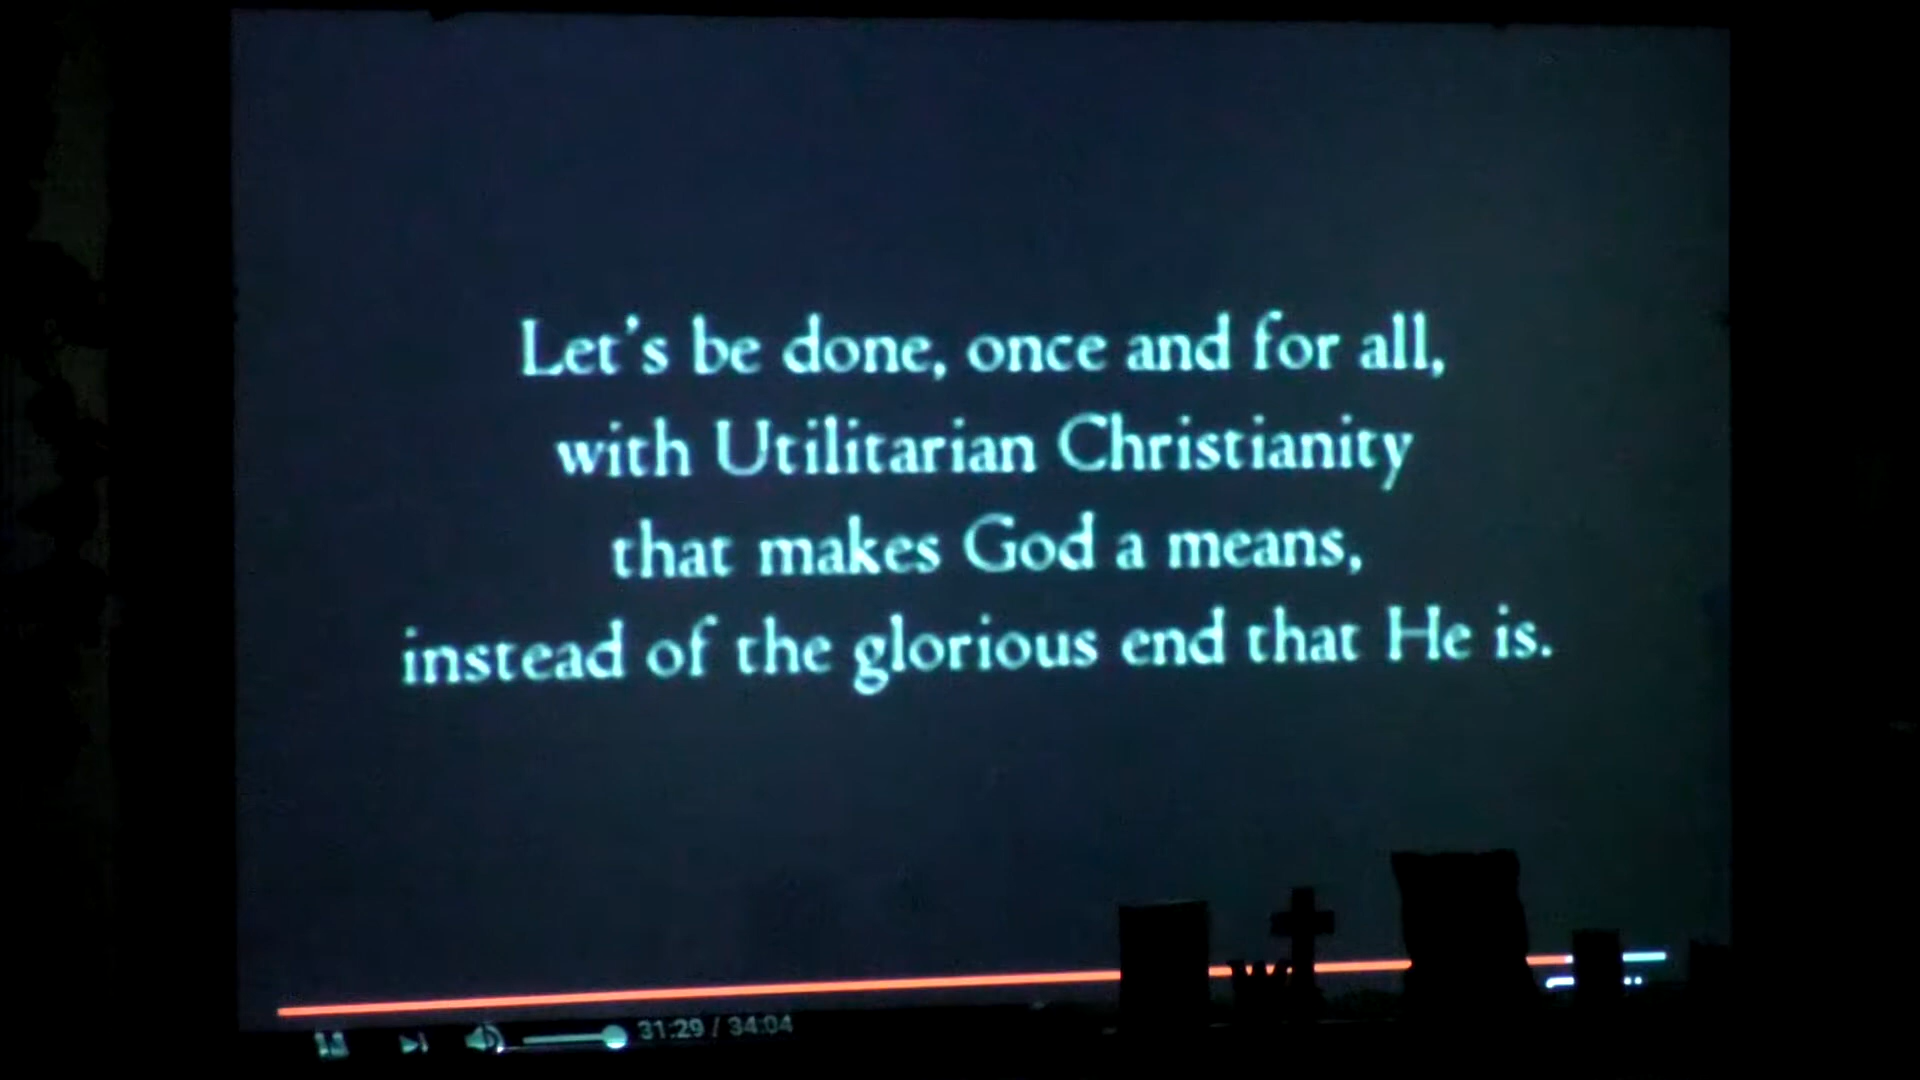 Let's be done, once and for all,
with Utilitarian Christianity
that makes God a means,
instead of the glorious end that He is.
31:29 / 34:04